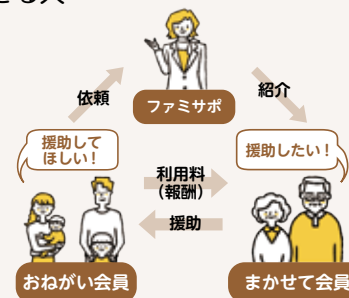 依頼
ファミサポ
紹介
援助して
ほしい！
援助したい！
利用料
（報酬）
援助
おねがい会員
まかせて会員